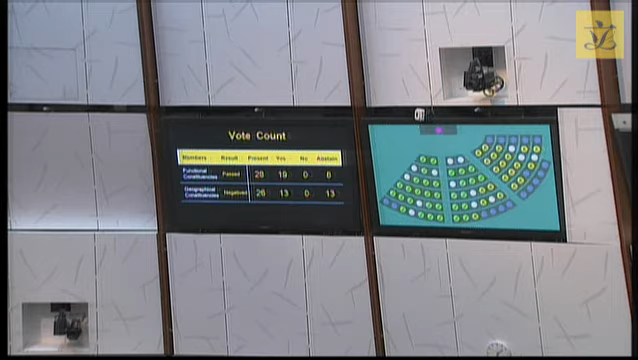 Vote Count
Members Result Present Yes No Abstain
Functional Constituencies Passed 28 19 0 8
Geographical Constituencies Negatived 26 13 0 13